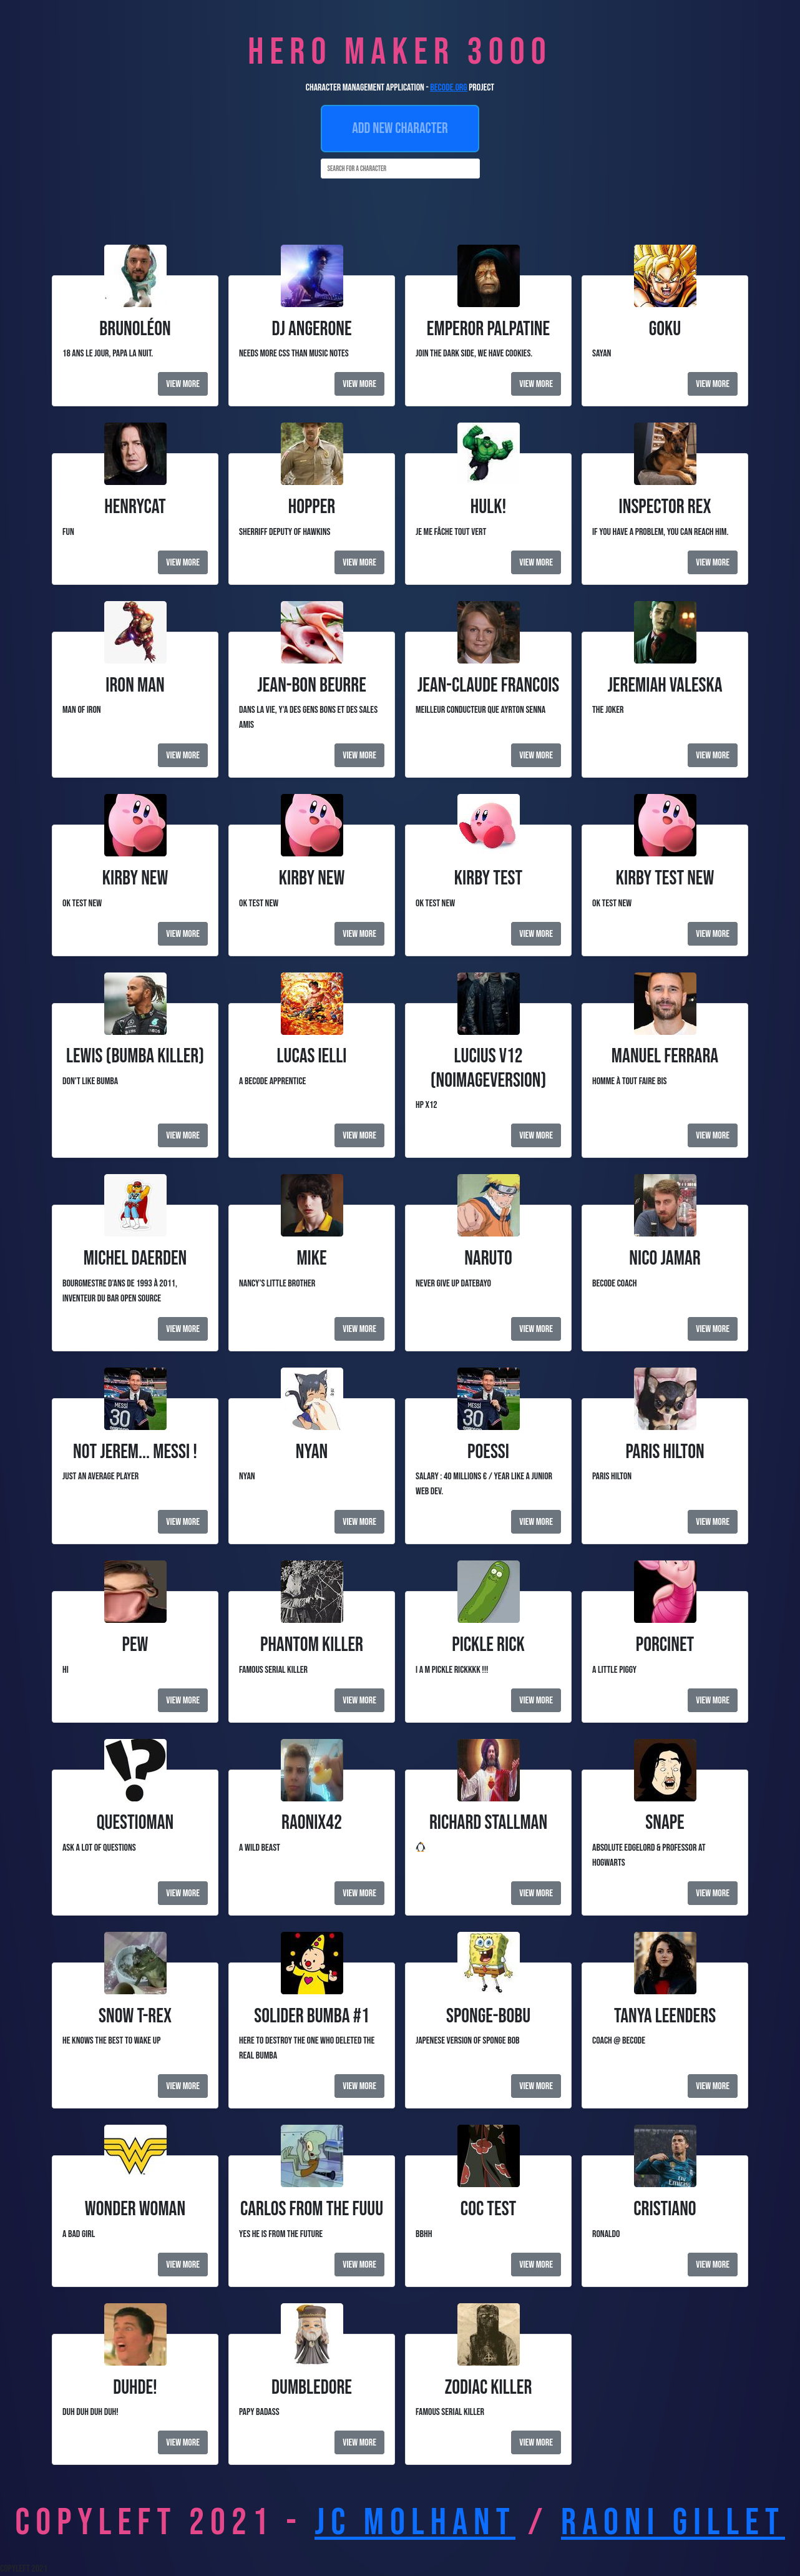 HERO MAKER 3000
CHARACTER MANAGEMENT APPLICATION - BECODE.ORG PROJECT
ADD NEW CHARACTER
SEARCH FOR A CHARACTER
BRUNOLÉON
18 ANS LE JOUR, PAPA LA NUIT.
VIEW MORE
DJ ANGERONE
NEEDS MORE CSS THAN MUSIC NOTES
VIEW MORE
EMPEROR PALPATINE
JOIN THE DARK SIDE, WE HAVE COOKIES.
VIEW MORE
GOKU
SAYAN
VIEW MORE
HENRYCAT
FUN
VIEW MORE
HOPPER
SHERRIFF DEPUTY OF HAWKINS
VIEW MORE
HULK!
JE ME FÂCHE TOUT VERT
VIEW MORE
INSPECTOR REX
IF YOU HAVE A PROBLEM, YOU CAN REACH HIM.
VIEW MORE
IRON MAN
MAN OF IRON
VIEW MORE
JEAN-BON BEURRE
DANS LA VIE, Y'A DES GENS BONS ET DES SALES
AMIS
VIEW MORE
JEAN-CLAUDE FRANCOIS
MEILLEUR CONDUCTEUR QUE AYRTON SENNA
VIEW MORE
JEREMIAH VALESKA
THE JOKER
VIEW MORE
KIRBY NEW
OK TEST NEW
VIEW MORE
KIRBY NEW
OK TEST NEW
VIEW MORE
KIRBY TEST
OK TEST NEW
VIEW MORE
KIRBY TEST NEW
OK TEST NEW
VIEW MORE
LEWIS (BUMBA KILLER)
DON'T LIKE BUMBA
VIEW MORE
LUCAS IELLI
A BECODE APPRENTICE
VIEW MORE
LUCIUS V12
(NOIMAGEVERSION)
HP X12
VIEW MORE
MANUEL FERRARA
HOMME À TOUT FAIRE BIS
VIEW MORE
MICHEL DAERDEN
BOURGMESTRE D'ANS DE 1993 À 2011,
INVENTEUR DU BAR OPEN SOURCE
VIEW MORE
MIKE
NANCY'S LITTLE BROTHER
VIEW MORE
NARUTO
NEVER GIVE UP DATEBAYO
VIEW MORE
NICO JAMAR
BECODE COACH
VIEW MORE
MESSI
30
NOT JEREM... MESSI !
JUST AN AVERAGE PLAYER
VIEW MORE
NYAN
NYAN
VIEW MORE
MESSI
30
POESSI
SALARY : 40 MILLIONS € / YEAR LIKE A JUNIOR
WEB DEV.
VIEW MORE
PARIS HILTON
PARIS HILTON
VIEW MORE
PEW
HI
VIEW MORE
PHANTOM KILLER
FAMOUS SERIAL KILLER
VIEW MORE
PICKLE RICK
I A M PICKLE RICKKKK !!!
VIEW MORE
PORCINET
A LITTLE PIGGY
VIEW MORE
!?
QUESTIOMAN
ASK A LOT OF QUESTIONS
VIEW MORE
RAONIX42
A WILD BEAST
VIEW MORE
RICHARD STALLMAN
VIEW MORE
SNAPE
ABSOLUTE EDGELORD & PROFESSOR AT
HOGWARTS
VIEW MORE
SNOW T-REX
HE KNOWS THE BEST TO WAKE UP
VIEW MORE
SOLIDER BUMBA #1
HERE TO DESTROY THE ONE WHO DELETED THE
REAL BUMBA
VIEW MORE
SPONGE-BOBU
JAPENESE VERSION OF SPONGE BOB
VIEW MORE
TANYA LEENDERS
COACH @ BECODE
VIEW MORE
WONDER WOMAN
A BAD GIRL
VIEW MORE
CARLOS FROM THE FUUU
YES HE IS FROM THE FUTURE
VIEW MORE
COC TEST
BBHH
VIEW MORE
Fly
Emirates
CRISTIANO
RONALDO
VIEW MORE
DUHDE!
DUH DUH DUH DUH!
VIEW MORE
DUMBLEDORE
PAPY BADASS
VIEW MORE
ZODIAC KILLER
FAMOUS SERIAL KILLER
VIEW MORE
COPYLEFT 2021 - JC MOLHANT / RAONI GILLET
COPYLEFT 2021